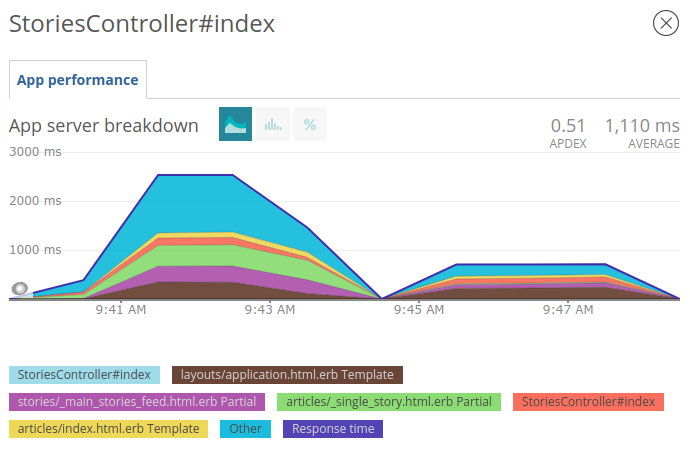 StoriesController#index
App performance
App server breakdown % 0.51 1,110 ms
APDEX AVERAGE
3000 ms
2000 ms
1000 ms
9:41 AM 9:43 AM 9:45 AM 9:47 AM
StoriesController#index layouts/application.html.erb Template
stories/_main_stories_feed.html.erb Partial articles/_single_story.html.erb Partial StoriesController#index
articles/index.html.erb Template Other Response time